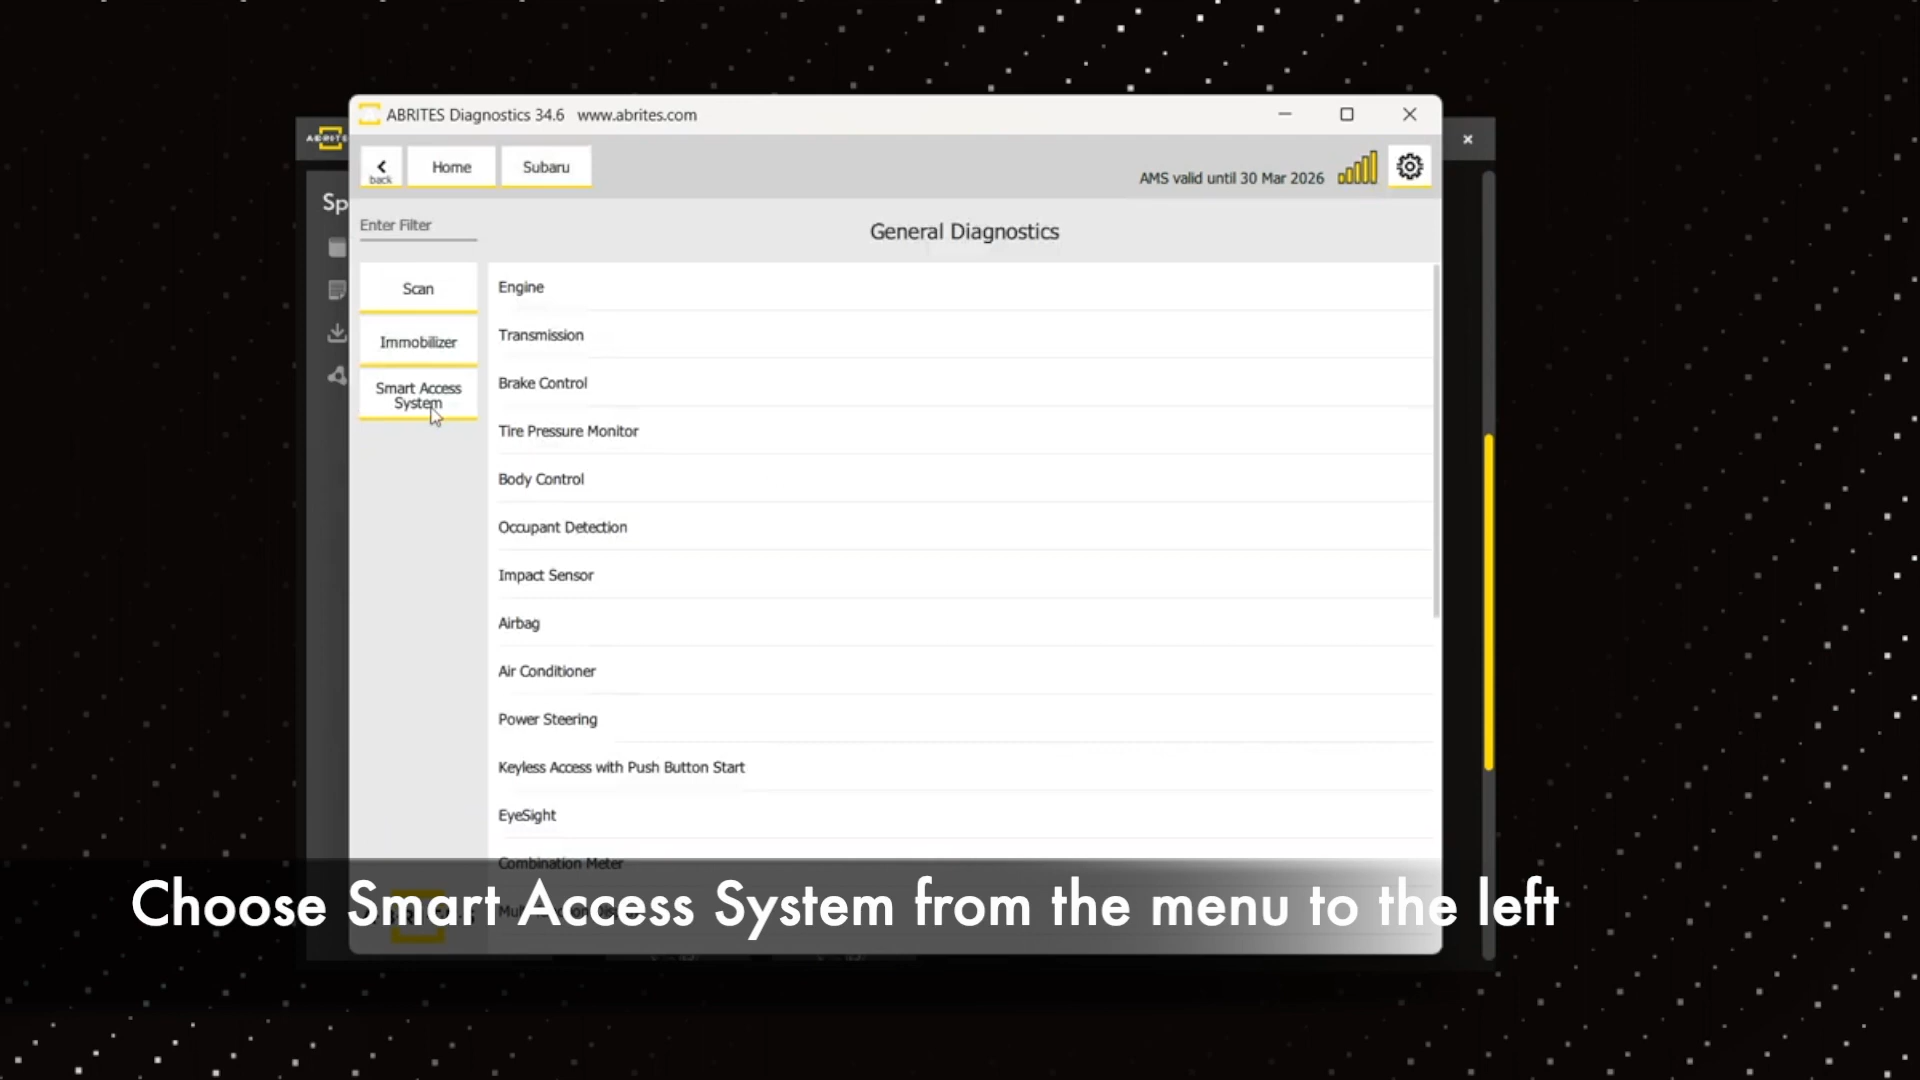 ABRITES Diagnostics 34.6 www.abrites.com
back
Home
Subaru
AMS valid until 30 Mar 2026
Sp
Enter Filter
General Diagnostics
Scan
Immobilizer
Smart Access
System
Engine
Transmission
Brake Control
Tire Pressure Monitor
Body Control
Occupant Detection
Impact Sensor
Airbag
Air Conditioner
Power Steering
Keyless Access with Push Button Start
EyeSight
Combination Meter
Choose Smart Access System from the menu to the left